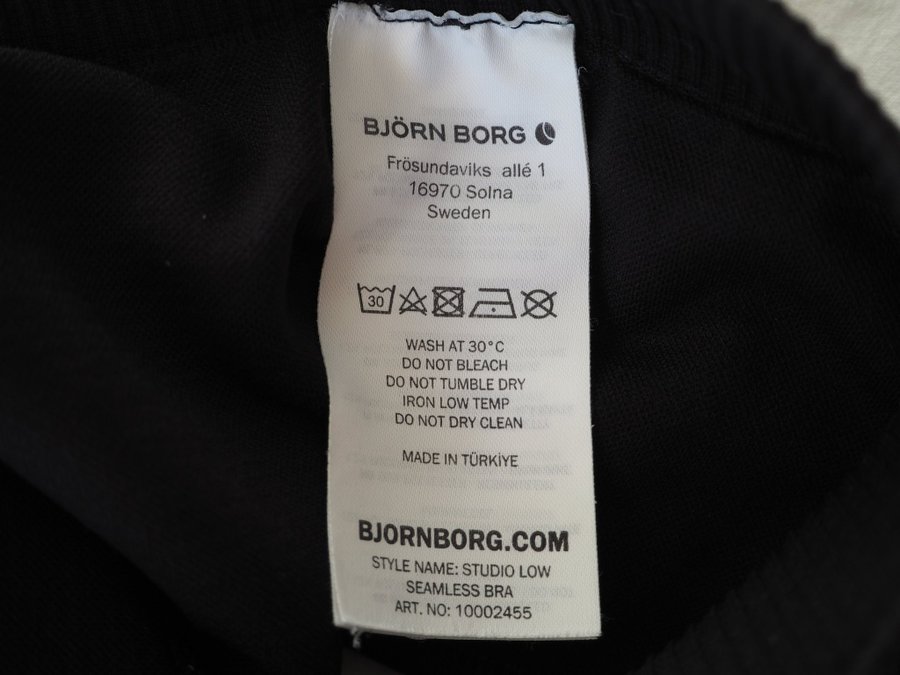 BJÖRN BORG
Frösundaviks allé 1
16970 Solna
Sweden
30
WASH AT 30°C
DO NOT BLEACH
DO NOT TUMBLE DRY
IRON LOW TEMP
DO NOT DRY CLEAN
MADE IN TÜRKİYE
BJORNBORG.COM
STYLE NAME: STUDIO LOW
SEAMLESS BRA
ART. NO: 10002455